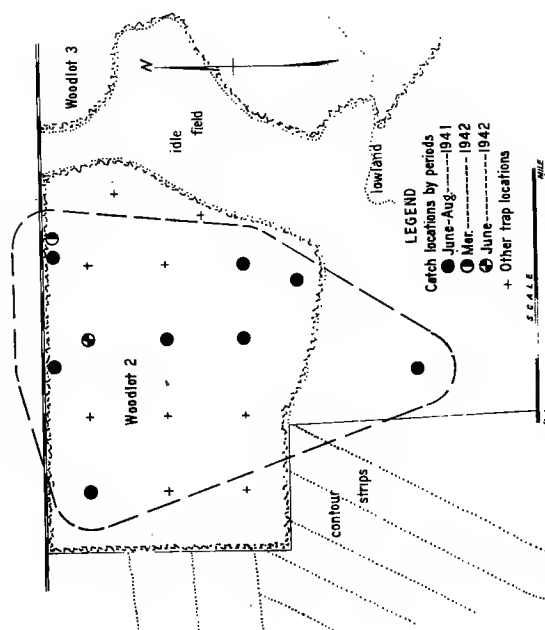 Woodlot 3
N
idle
field
lowland
Woodlot 2
contour
strips
LEGEND
Catch locations by periods
June-Aug.------1941
Mar.------------1942
June-----------1942
+ Other trap locations
SCALE
MILE